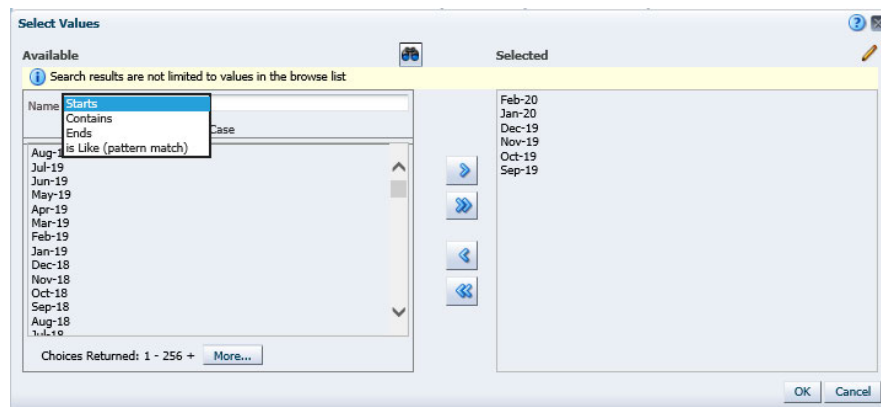 Select Values
Available
Selected
Search results are not limited to values in the browse list
Name
Starts
Contains
Ends
is Like (pattern match)
Case
Jul-19
Jun-19
May-19
Apr-19
Mar-19
Feb-19
Jan-19
Dec-18
Nov-18
Oct-18
Sep-18
Aug-18
Choices Returned: 1 - 256 +
More...
Feb-20
Jan-20
Dec-19
Nov-19
Oct-19
Sep-19
OK
Cancel